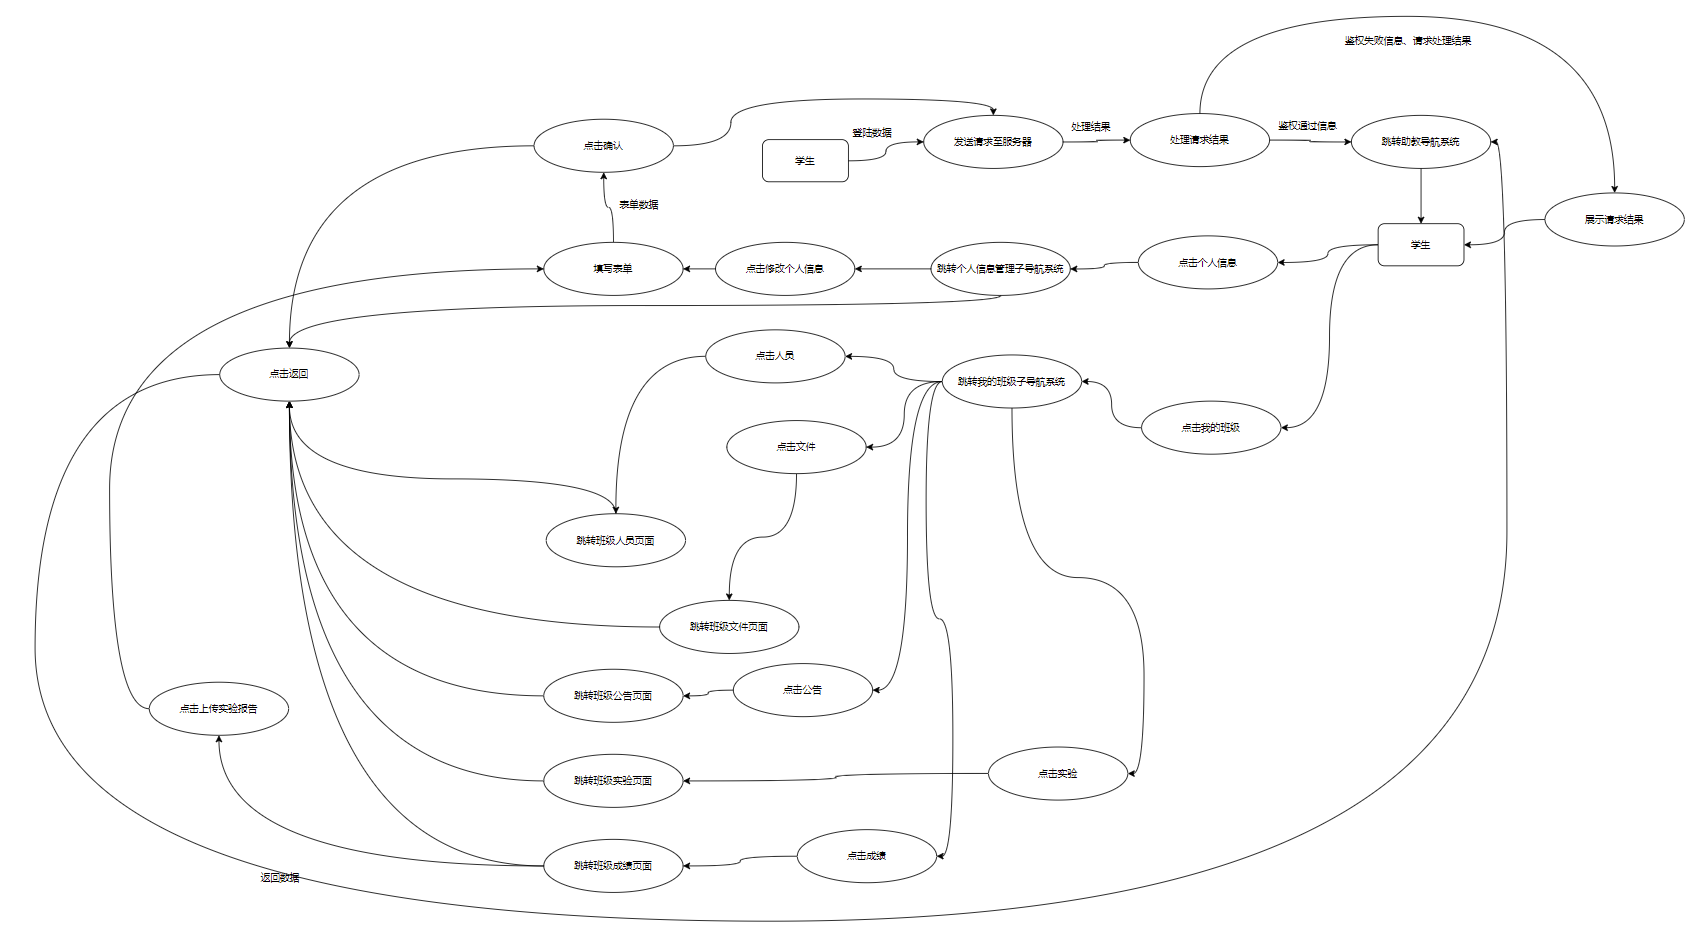 鉴权失败信息、请求处理结果
点击确认
学生
登陆数据
发送请求至服务器
处理结果
处理请求结果
鉴权通过信息
跳转助教导航系统
表单数据
展示请求结果
填写表单
点击修改个人信息
跳转个人信息管理子导航系统
点击个人信息
学生
点击返回
点击人员
跳转我的班级子导航系统
点击文件
点击我的班级
跳转班级人员页面
跳转班级文件页面
跳转班级公告页面
点击公告
点击上传实验报告
跳转班级实验页面
点击实验
跳转班级成绩页面
点击成绩
返回数据